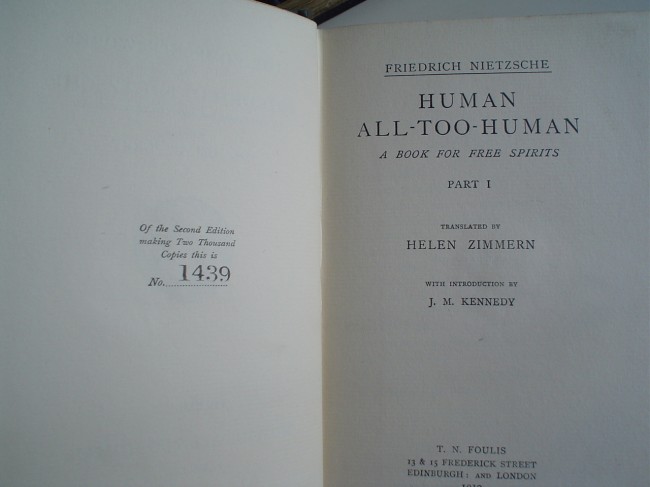 Of the Second Edition
making Two Thousand
Copies this is
No. 1439
FRIEDRICH NIETZSCHE
HUMAN
ALL-TOO-HUMAN
A BOOK FOR FREE SPIRITS
PART I
TRANSLATED BY
HELEN ZIMMERN
WITH INTRODUCTION BY
J. M. KENNEDY
T. N. FOULIS
13 & 15 FREDERICK STREET
EDINBURGH: AND LONDON